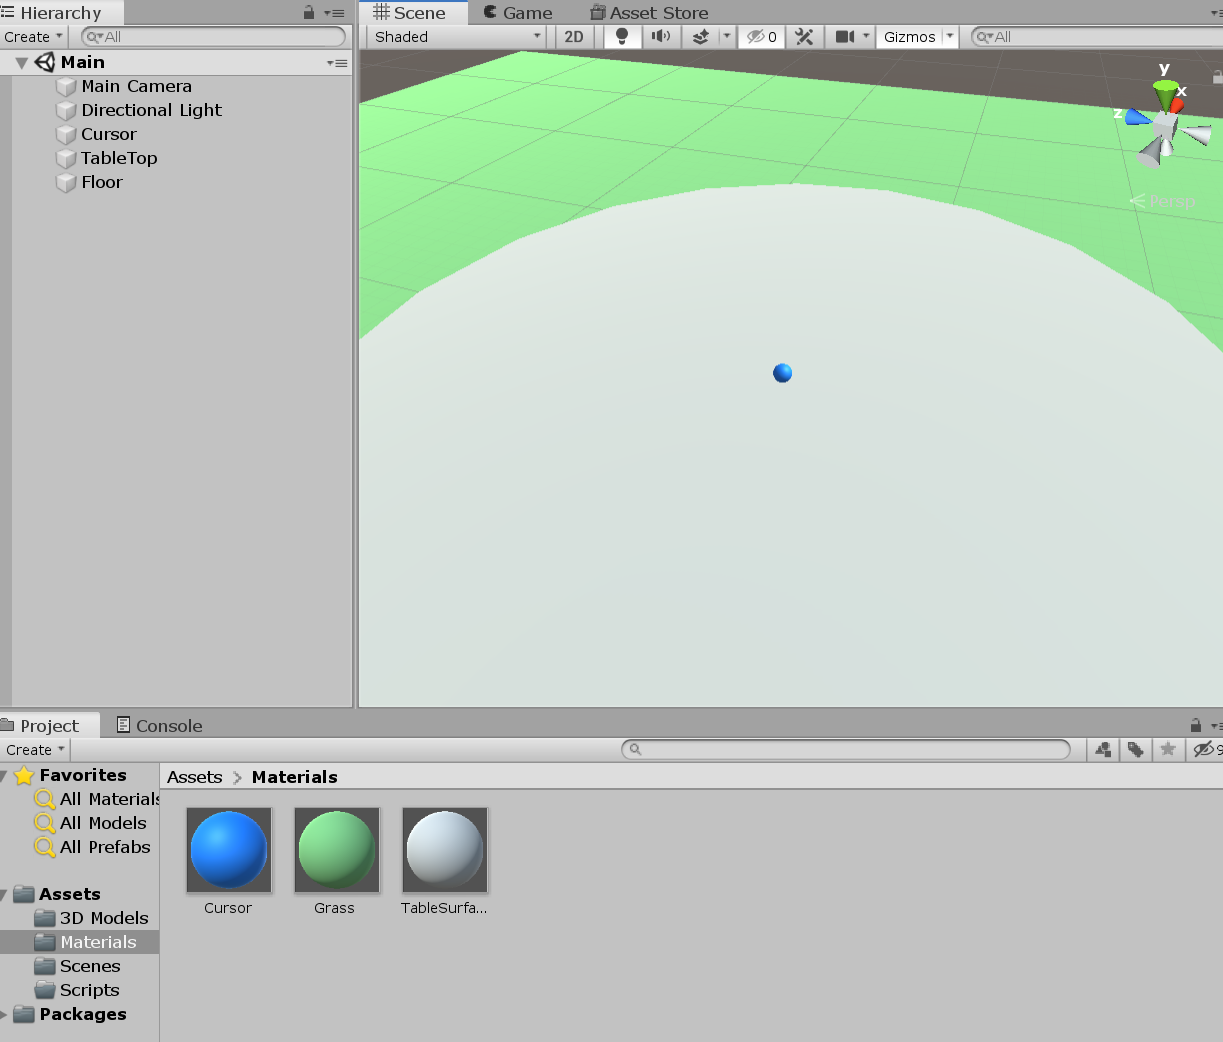 Hierarchy
Create
All
Main
Main Camera
Directional Light
Cursor
TableTop
Floor
Scene
Game
Asset Store
Shaded
2D
0
Gizmos
All
y
x
z
Persp
Project
Console
Create
9
Favorites
All Materials
All Models
All Prefabs
Assets
3D Models
Materials
Scenes
Scripts
Packages
Assets > Materials
Cursor
Grass
TableSurfa...